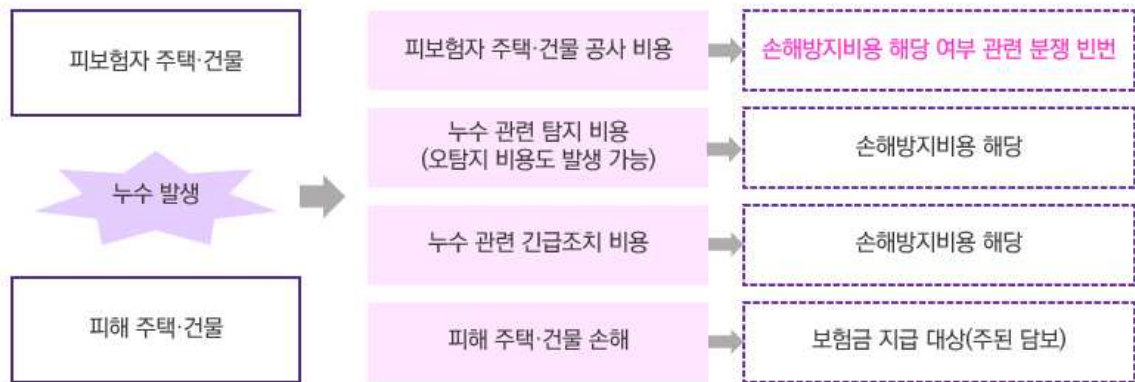 피보험자 주택·건물
피보험자 주택·건물 공사 비용
손해방지비용 해당 여부 관련 분쟁 빈번
누수 발생
누수 관련 탐지 비용
(오탐지 비용도 발생 가능)
손해방지비용 해당
누수 관련 긴급조치 비용
손해방지비용 해당
피해 주택·건물
피해 주택·건물 손해
보험금 지급 대상(주된 담보)